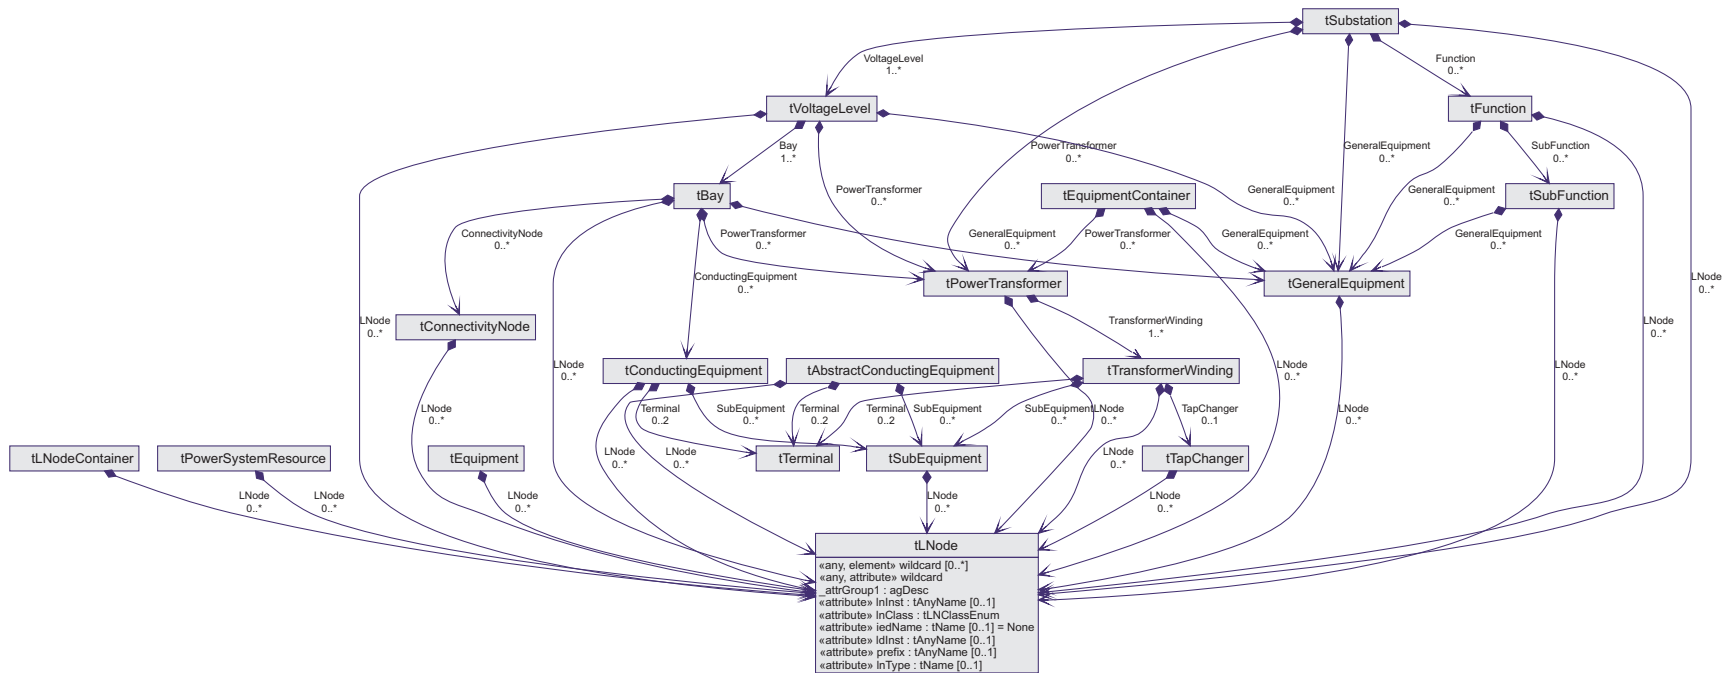 tSubstation
VoltageLevel
1..*
Function
0..*
tVoltageLevel
tFunction
Bay
1..*
PowerTransformer
0..*
GeneralEquipment
0..*
SubFunction
0..*
tBay
PowerTransformer
0..*
tEquipmentContainer
GeneralEquipment
0..*
GeneralEquipment
0..*
tSubFunction
ConnectivityNode
0..*
PowerTransformer
0..*
GeneralEquipment
0..*
PowerTransformer
0..*
GeneralEquipment
0..*
GeneralEquipment
0..*
ConductingEquipment
0..*
tPowerTransformer
tGeneralEquipment
LNode
0..*
LNode
0..*
tConnectivityNode
TransformerWinding
1..*
LNode
0..*
LNode
0..*
tConductingEquipment
tAbstractConductingEquipment
tTransformerWinding
LNode
0..*
LNode
0..*
LNode
0..*
LNode
0..*
Terminal
0..2
SubEquipment
0..*
Terminal
0..2
Terminal
0..2
SubEquipment
0..*
SubEquipment
0..*
LNode
0..*
TapChanger
0..1
LNode
0..*
tLNodeContainer
tPowerSystemResource
tEquipment
LNode
0..*
LNode
0..*
tTerminal
tSubEquipment
LNode
0..*
tTapChanger
LNode
0..*
LNode
0..*
LNode
0..*
LNode
0..*
LNode
0..*
tLNode
«any, element» wildcard [0..*]
«any, attribute» wildcard
_attrGroup1 : agDesc
«attribute» lnInst : tAnyName [0..1]
«attribute» lnClass : tLNClassEnum
«attribute» iedName : tName [0..1] = None
«attribute» ldInst : tAnyName [0..1]
«attribute» prefix : tAnyName [0..1]
«attribute» lnType : tName [0..1]